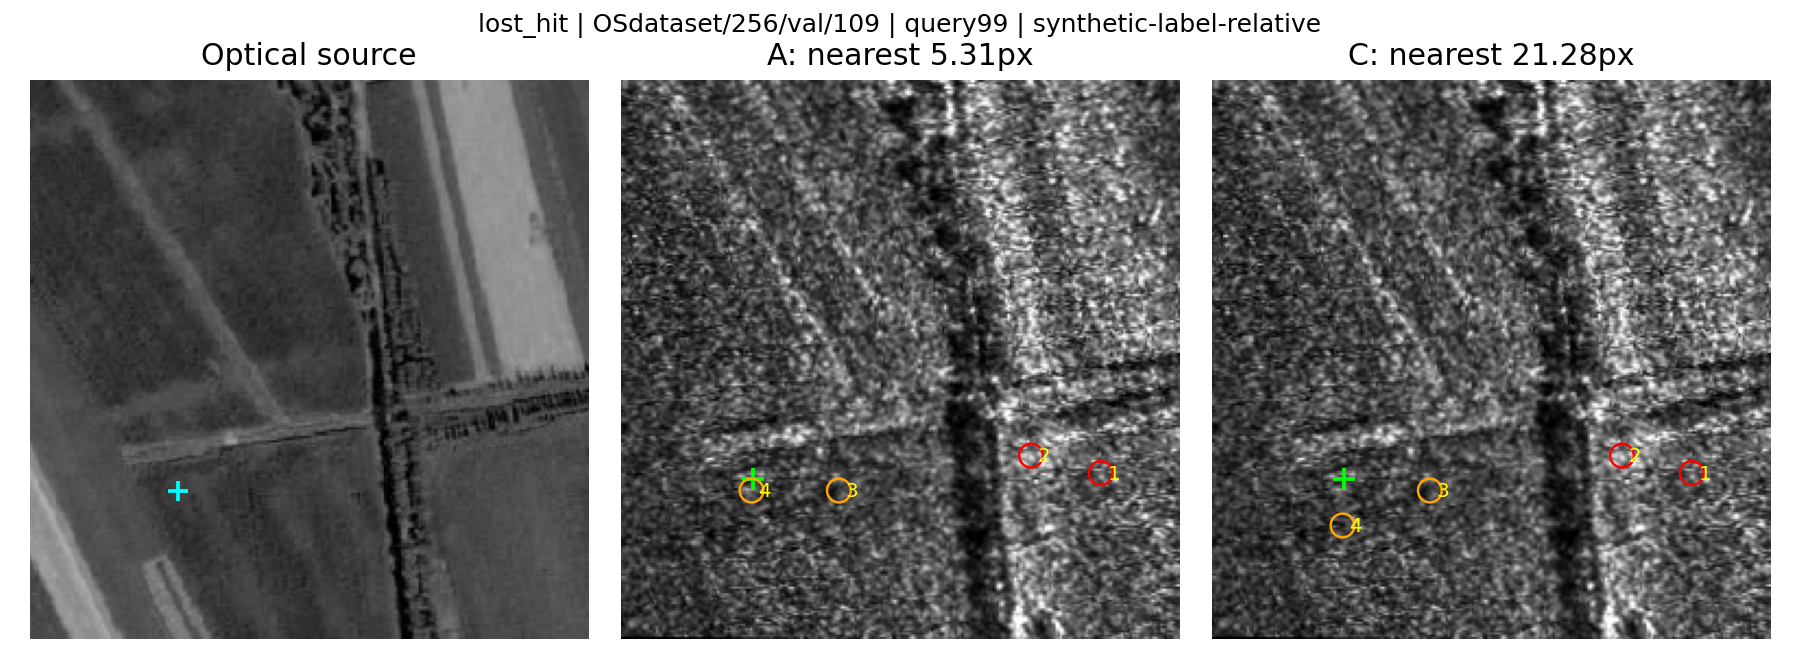 lost_hit | OSdataset/256/val/109 | query99 | synthetic-label-relative
Optical source
A: nearest 5.31px
C: nearest 21.28px
2
1
4
3
2
1
3
4